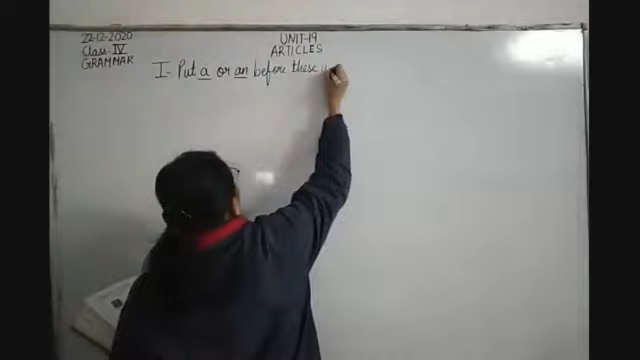 22-12-2020
Class-IV
GRAMMAR
UNIT-19
ARTICLES
I- Put a or an before these